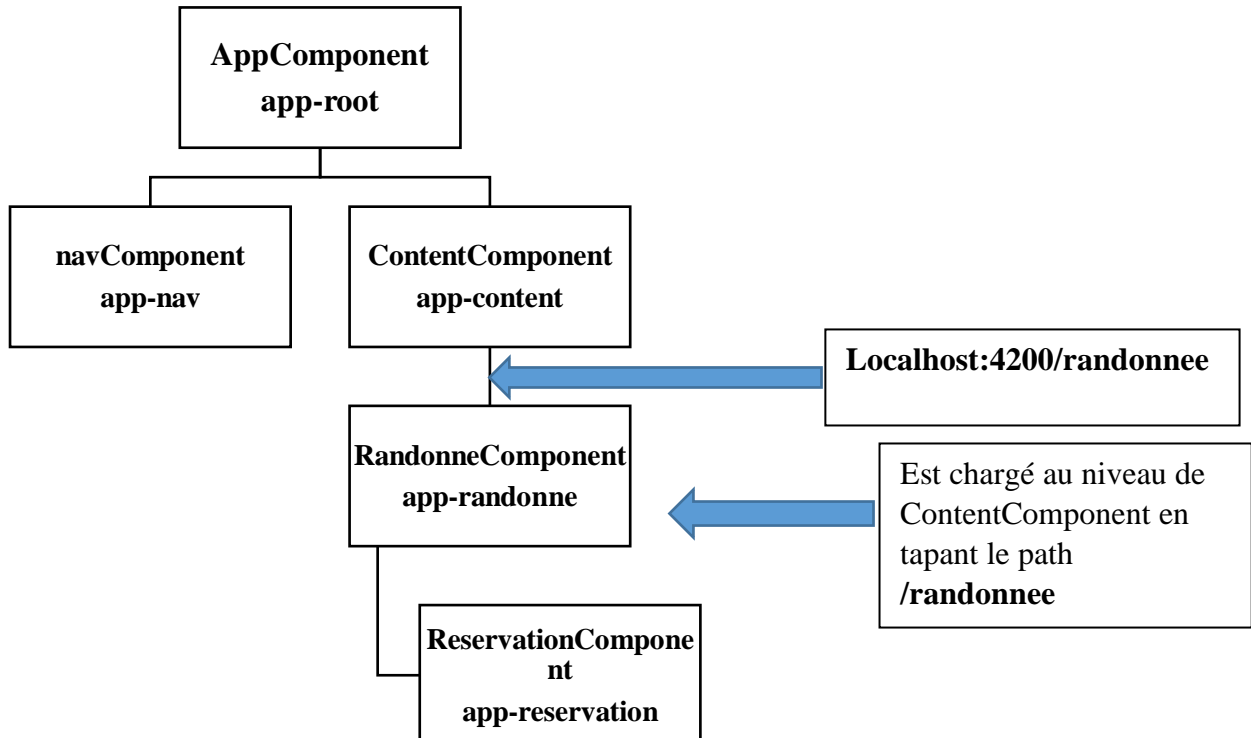 AppComponent
app-root
navComponent
app-nav
ContentComponent
app-content
Localhost:4200/randonnee
RandonneComponent
app-randonne
Est chargé au niveau de
ContentComponent en
tapant le path
/randonnee
ReservationCompone
nt
app-reservation